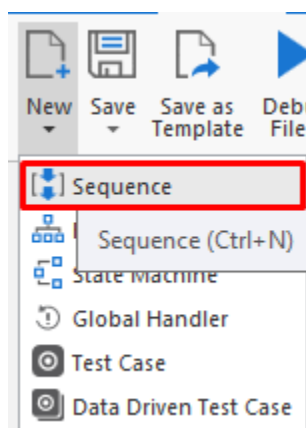 New
Save
Save as
Template
Debu
File
Sequence
Sequence (Ctrl+N)
State Machine
Global Handler
Test Case
Data Driven Test Case